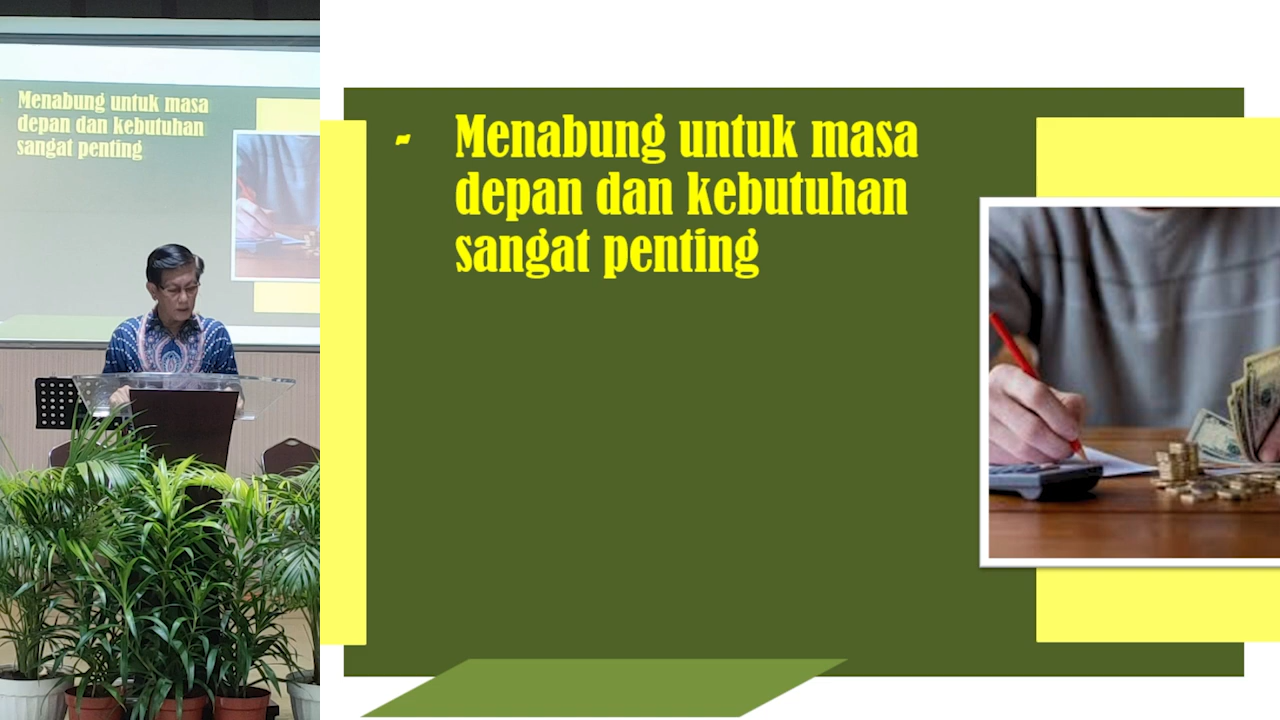 Menabung untuk masa
depan dan kebutuhan
sangat penting
- Menabung untuk masa
depan dan kebutuhan
sangat penting